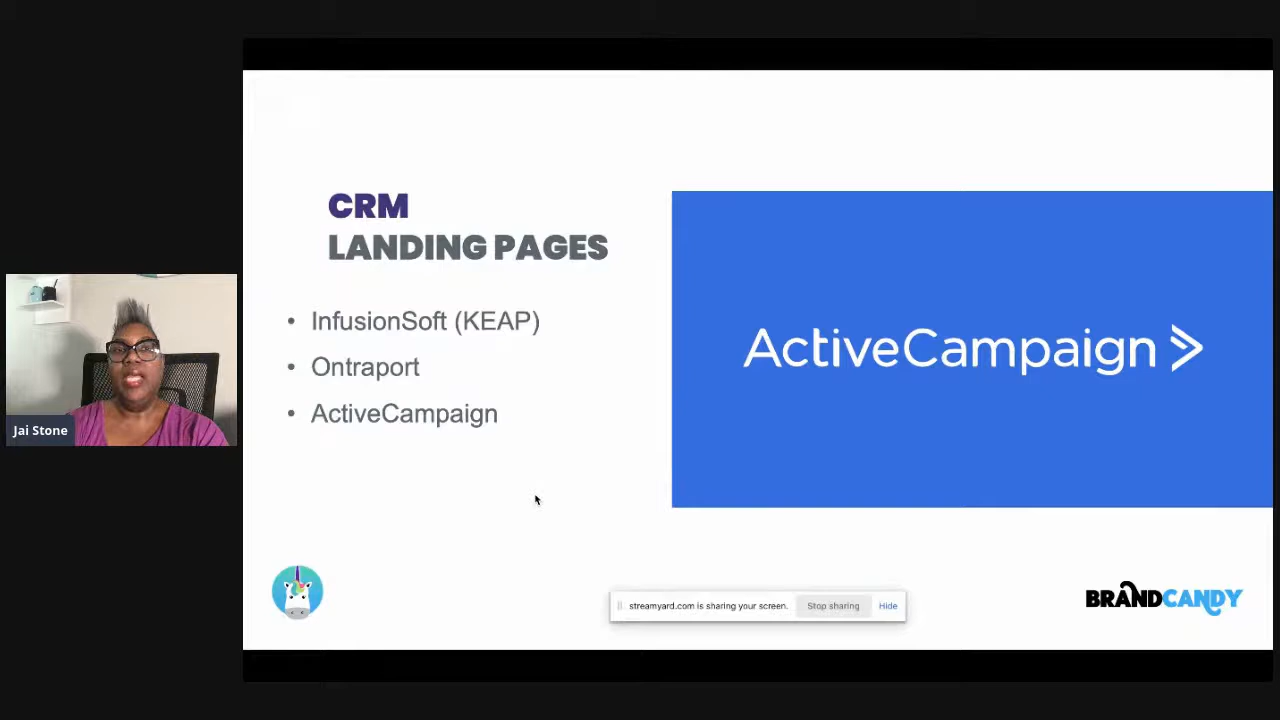 CRM
LANDING PAGES
• InfusionSoft (KEAP)
• Ontraport
• ActiveCampaign
ActiveCampaign
Jai Stone
streamyard.com is sharing your screen.
Stop sharing
Hide
BRANDCANDY